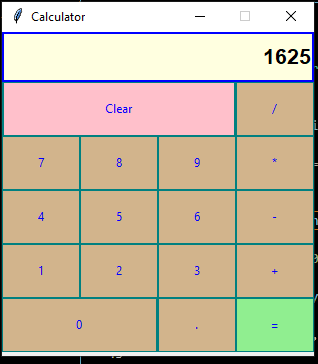 Calculator
1625
Clear /
7 8 9 *
4 5 6 -
1 2 3 +
0 . =